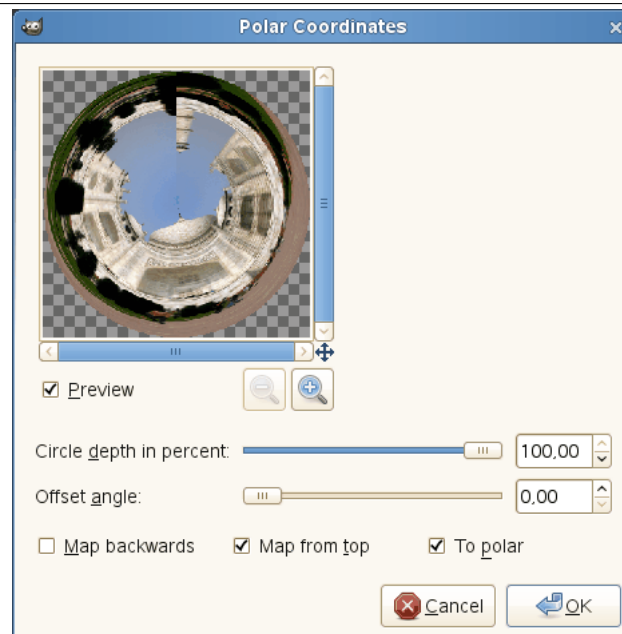 Polar Coordinates
Preview
Circle depth in percent: 100,00
Offset angle: 0,00
Map backwards Map from top To polar
Cancel OK